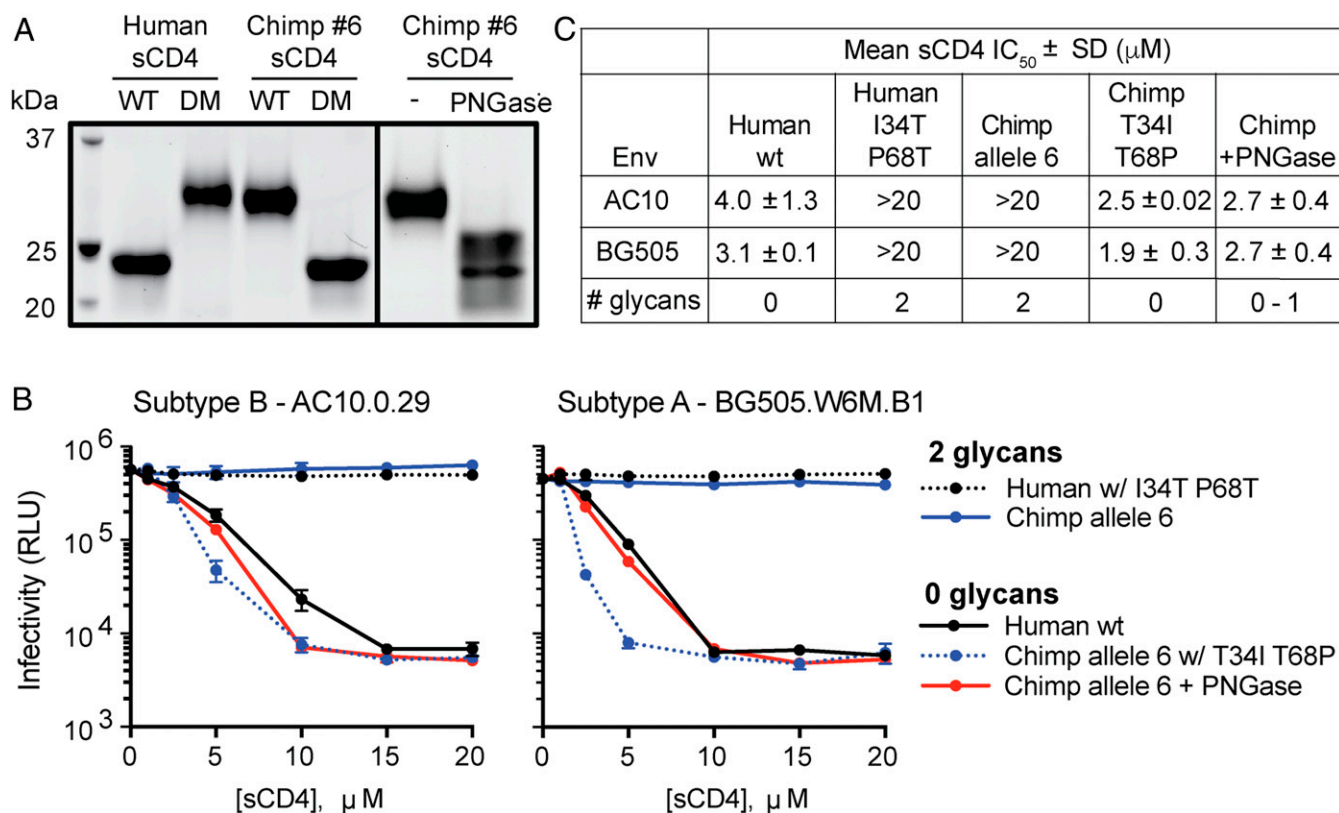 A
Human Chimp #6 Chimp #6
sCD4 sCD4 sCD4
kDa WT DM WT DM - PNGase
37
25
20
C
Mean sCD4 IC50 ± SD (µM)
Env Human wt Human I34T P68T Chimp allele 6 Chimp T34I T68P Chimp +PNGase
AC10 4.0 ±1.3 >20 >20 2.5 ±0.02 2.7 ± 0.4
BG505 3.1 ±0.1 >20 >20 1.9 ± 0.3 2.7 ± 0.4
# glycans 0 2 2 0 0 - 1
B
Subtype B - AC10.0.29
Infectivity (RLU)
10^6
10^5
10^4
10^3
0 5 10 15 20
[sCD4], µM
Subtype A - BG505.W6M.B1
0 5 10 15 20
[sCD4], µM
2 glycans
Human w/ I34T P68T
Chimp allele 6
0 glycans
Human wt
Chimp allele 6 w/ T34I T68P
Chimp allele 6 + PNGase